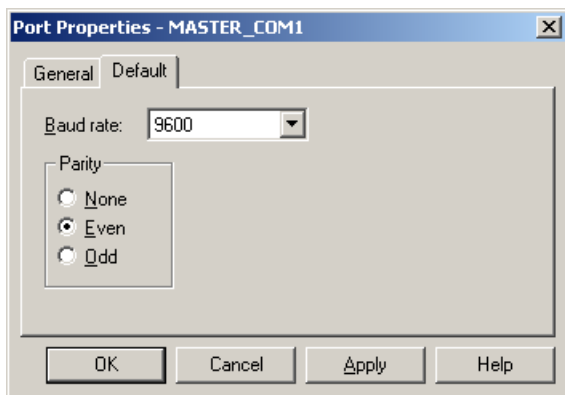 Port Properties - MASTER_COM1
General Default
Baud rate: 9600
Parity
None
Even
Odd
OK Cancel Apply Help